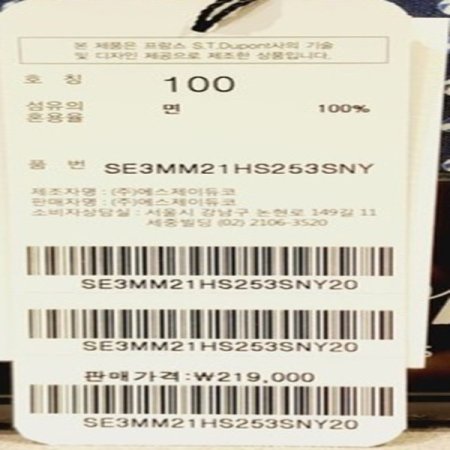 본 제품은 프랑스 S.T.Dupont사의 기술
및 디자인 제공으로 제조한 상품입니다.
호 칭 100
섬유의 면 100%
혼용율
품 번 SE3MM21HS253SNY
제조자명 : (주)에스제이듀코
판매자명 : (주)에스제이듀코
소비자상담실 : 서울시 강남구 논현로 149길 11
세중빌딩 (02) 2106-3520
SE3MM21HS253SNY20
SE3MM21HS253SNY20
판매가격:₩219,000
SE3MM21HS253SNY20